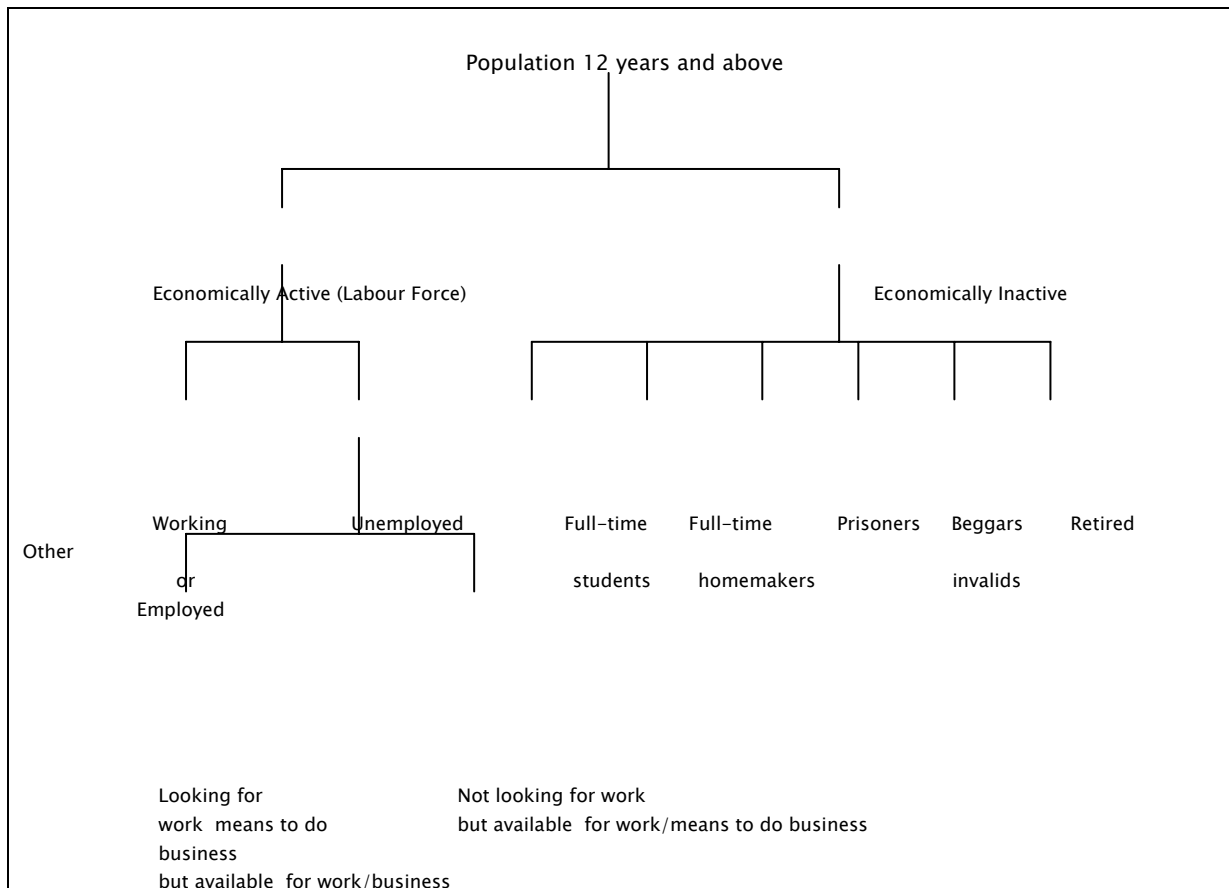 Population 12 years and above
Economically Active (Labour Force) Economically Inactive
Working Unemployed Full-time Full-time Prisoners Beggars Retired
Other
or students homemakers invalids
Employed
Looking for Not looking for work
work means to do but available for work/means to do business
business
but available for work/business